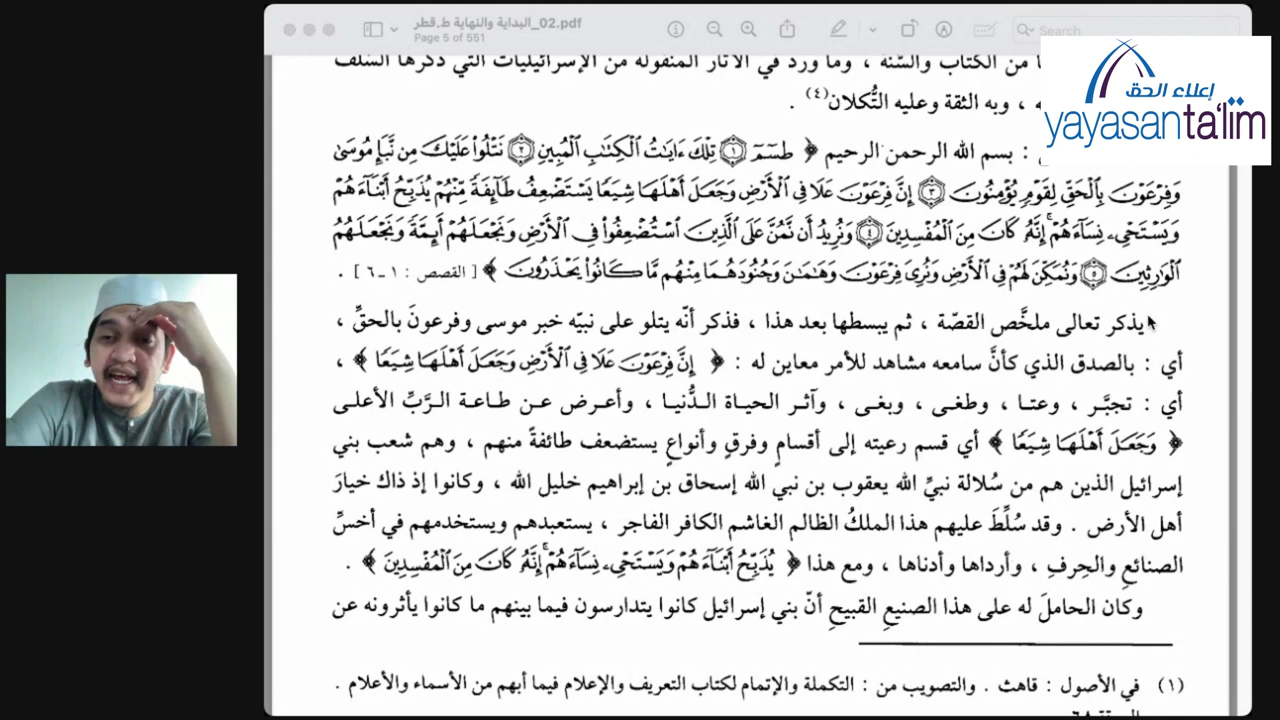 02_البداية والنهاية ط.قطر.pdf
Page 5 of 551
Search
إعلاء الحق
yayasanta'lim
من الكتاب والسّنّة ، وما ورد في الآثار المنقولة من الإسرائيليات التي ذكرها السلف
، وبه الثقة وعليه التُّكلان(٤) .
: بسم الله الرحمن الرحيم ﴿ طسٓمٓ ١ تِلْكَ ءَايَٰتُ ٱلْكِتَٰبِ ٱلْمُبِينِ ٢ نَتْلُوا۟ عَلَيْكَ مِن نَّبَإِ مُوسَىٰ
وَفِرْعَوْنَ بِٱلْحَقِّ لِقَوْمٍ يُؤْمِنُونَ ٣ إِنَّ فِرْعَوْنَ عَلَا فِى ٱلْأَرْضِ وَجَعَلَ أَهْلَهَا شِيَعًا يَسْتَضْعِفُ طَآئِفَةً مِّنْهُمْ يُذَبِّحُ أَبْنَآءَهُمْ
وَيَسْتَحْىِۦ نِسَآءَهُمْ ۚ إِنَّهُۥ كَانَ مِنَ ٱلْمُفْسِدِينَ ٤ وَنُرِيدُ أَن نَّمُنَّ عَلَى ٱلَّذِينَ ٱسْتُضْعِفُوا۟ فِى ٱلْأَرْضِ وَنَجْعَلَهُمْ أَئِمَّةً وَنَجْعَلَهُمُ
ٱلْوَٰرِثِينَ ٥ وَنُمَكِّنَ لَهُمْ فِى ٱلْأَرْضِ وَنُرِىَ فِرْعَوْنَ وَهَٰمَٰنَ وَجُنُودَهُمَا مِنْهُم مَّا كَانُوا۟ يَحْذَرُونَ ﴾ [ القصص : ١ـ٦ ] .
يذكر تعالى ملخَّص القصّة ، ثم يبسطها بعد هذا ، فذكر أنّه يتلو على نبيّه خبر موسى وفرعونَ بالحقِّ ،
أي : بالصدق الذي كأنَّ سامعه مشاهد للأمر معاين له : ﴿ إِنَّ فِرْعَوْنَ عَلَا فِى ٱلْأَرْضِ وَجَعَلَ أَهْلَهَا شِيَعًا ﴾ ،
أي : تجبَّر ، وعتا ، وطغى ، وبغى ، وآثر الحياة الدُّنيا ، وأعرض عن طاعة الرَّبِّ الأعلى
﴿ وَجَعَلَ أَهْلَهَا شِيَعًا ﴾ أي قسم رعيته إلى أقسامٍ وفرقٍ وأنواعٍ يستضعف طائفةً منهم ، وهم شعب بني
إسرائيل الذين هم من سُلالة نبيِّ الله يعقوب بن نبي الله إسحاق بن إبراهيم خليل الله ، وكانوا إذ ذاك خيارَ
أهل الأرض . وقد سُلِّطَ عليهم هذا الملكُ الظالم الغاشم الكافر الفاجر ، يستعبدهم ويستخدمهم في أخسِّ
الصنائعِ والحِرفِ ، وأرداها وأدناها ، ومع هذا ﴿ يُذَبِّحُ أَبْنَآءَهُمْ وَيَسْتَحْىِۦ نِسَآءَهُمْ ۚ إِنَّهُۥ كَانَ مِنَ ٱلْمُفْسِدِينَ ﴾ .
وكان الحاملَ له على هذا الصنيعِ القبيحِ أنّ بني إسرائيل كانوا يتدارسون فيما بينهم ما كانوا يأثرونه عن
(١) في الأصول : قاهث . والتصويب من : التكملة والإتمام لكتاب التعريف والإعلام فيما أبهم من الأسماء والأعلام .